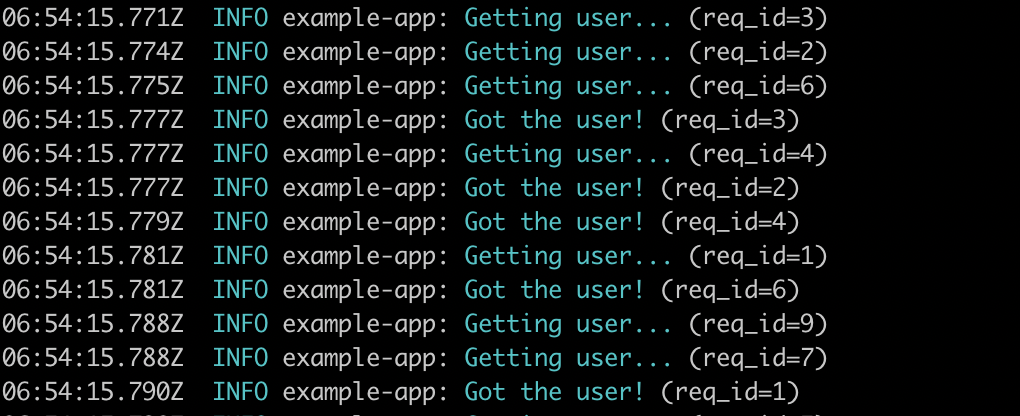 06:54:15.771Z  INFO example-app: Getting user... (req_id=3)
06:54:15.774Z  INFO example-app: Getting user... (req_id=2)
06:54:15.775Z  INFO example-app: Getting user... (req_id=6)
06:54:15.777Z  INFO example-app: Got the user! (req_id=3)
06:54:15.777Z  INFO example-app: Getting user... (req_id=4)
06:54:15.777Z  INFO example-app: Got the user! (req_id=2)
06:54:15.779Z  INFO example-app: Got the user! (req_id=4)
06:54:15.781Z  INFO example-app: Getting user... (req_id=1)
06:54:15.781Z  INFO example-app: Got the user! (req_id=6)
06:54:15.788Z  INFO example-app: Getting user... (req_id=9)
06:54:15.788Z  INFO example-app: Getting user... (req_id=7)
06:54:15.790Z  INFO example-app: Got the user! (req_id=1)